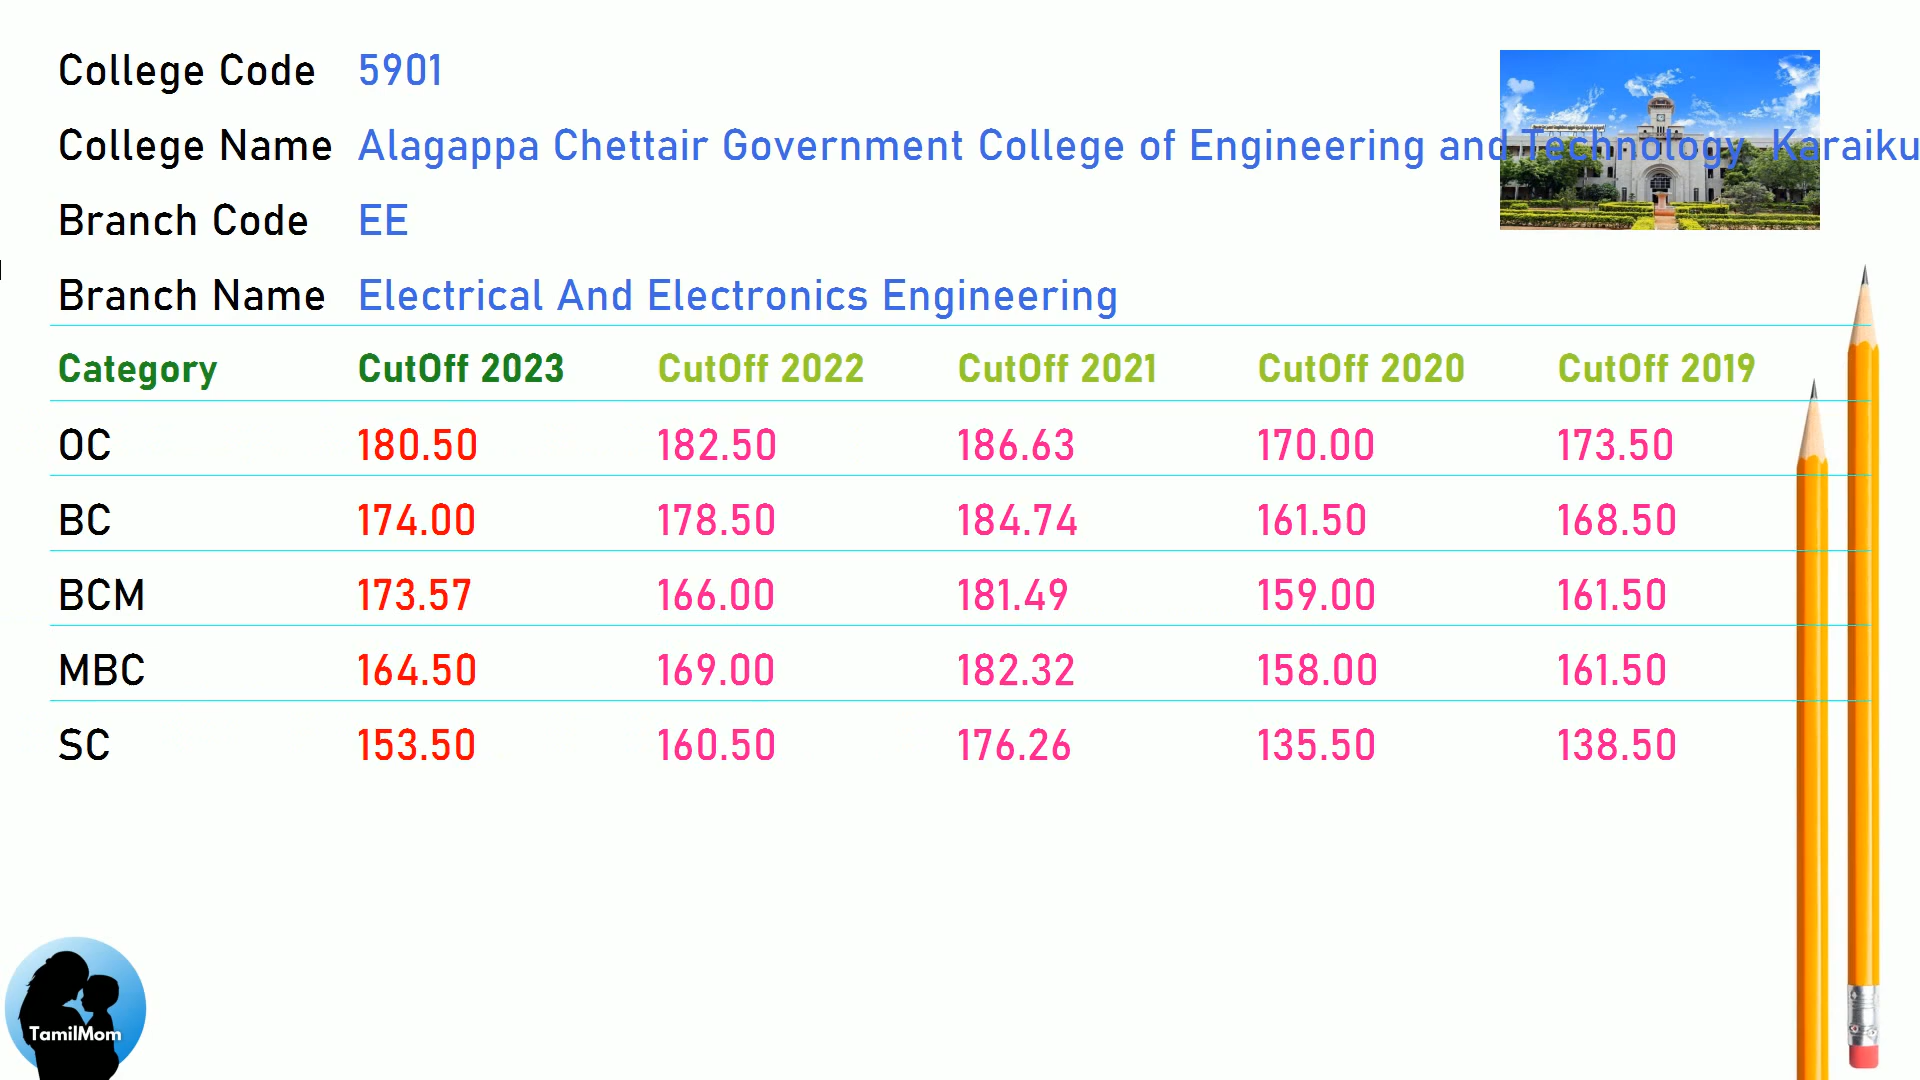 College Code 5901
College Name Alagappa Chettair Government College of Engineering and Technology Karaiku
Branch Code EE
Branch Name Electrical And Electronics Engineering
Category CutOff 2023 CutOff 2022 CutOff 2021 CutOff 2020 CutOff 2019
OC 180.50 182.50 186.63 170.00 173.50
BC 174.00 178.50 184.74 161.50 168.50
BCM 173.57 166.00 181.49 159.00 161.50
MBC 164.50 169.00 182.32 158.00 161.50
SC 153.50 160.50 176.26 135.50 138.50
TamilMom